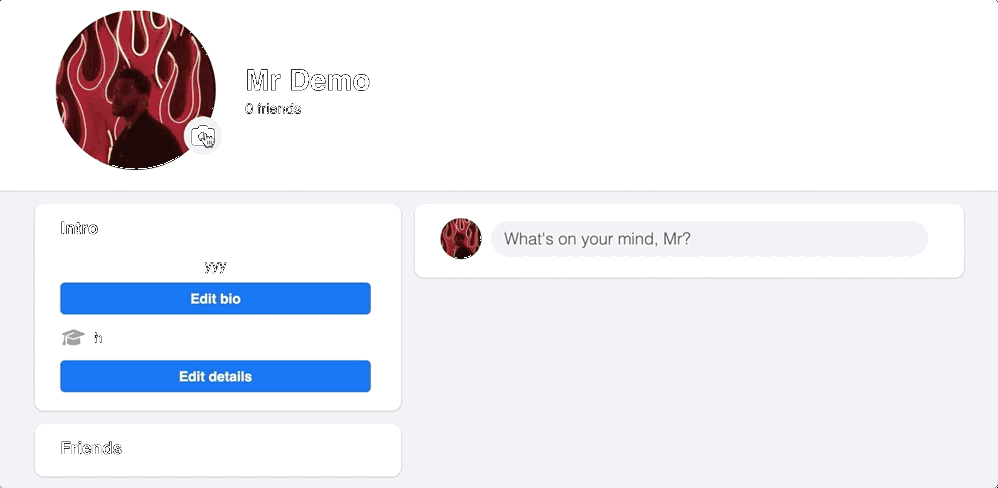 Mr Demo
0 friends
Intro
yyy
Edit bio
h
Edit details
Friends
What's on your mind, Mr?